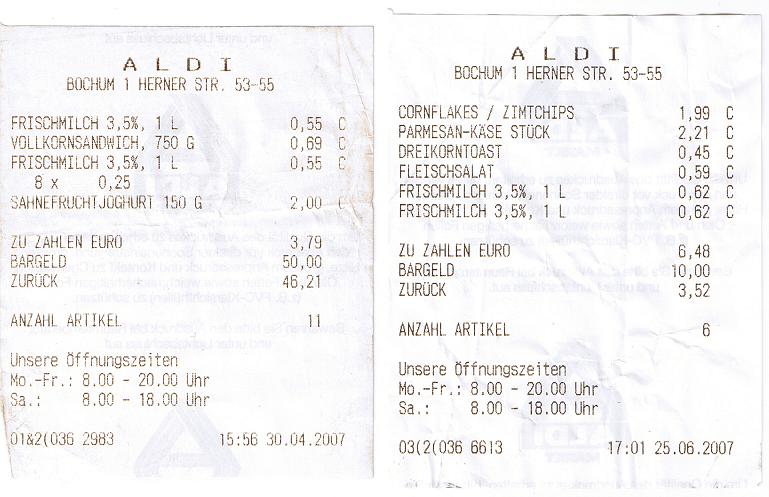 ALDI
BOCHUM 1 HERNER STR. 53-55
FRISCHMILCH 3,5%, 1 L 0,55 C
VOLLKORNSANDWICH, 750 G 0,69 C
FRISCHMILCH 3,5%, 1 L 0,55 C
8 x 0,25
SAHNEFRUCHTJOGHURT 150 G 2,00 C
ZU ZAHLEN EURO 3,79
BARGELD 50,00
ZURÜCK 46,21
ANZAHL ARTIKEL 11
Unsere Öffnungszeiten
Mo.-Fr.: 8.00 - 20.00 Uhr
Sa.: 8.00 - 18.00 Uhr
01&2(036 2983 15:56 30.04.2007
ALDI
BOCHUM 1 HERNER STR. 53-55
CORNFLAKES / ZIMTCHIPS 1,99 C
PARMESAN-KÄSE STÜCK 2,21 C
DREIKORNTOAST 0,45 C
FLEISCHSALAT 0,59 C
FRISCHMILCH 3,5%, 1 L 0,62 C
FRISCHMILCH 3,5%, 1 L 0,62 C
ZU ZAHLEN EURO 6,48
BARGELD 10,00
ZURÜCK 3,52
ANZAHL ARTIKEL 6
Unsere Öffnungszeiten
Mo.-Fr.: 8.00 - 20.00 Uhr
Sa.: 8.00 - 18.00 Uhr
03(2(036 6613 17:01 25.06.2007